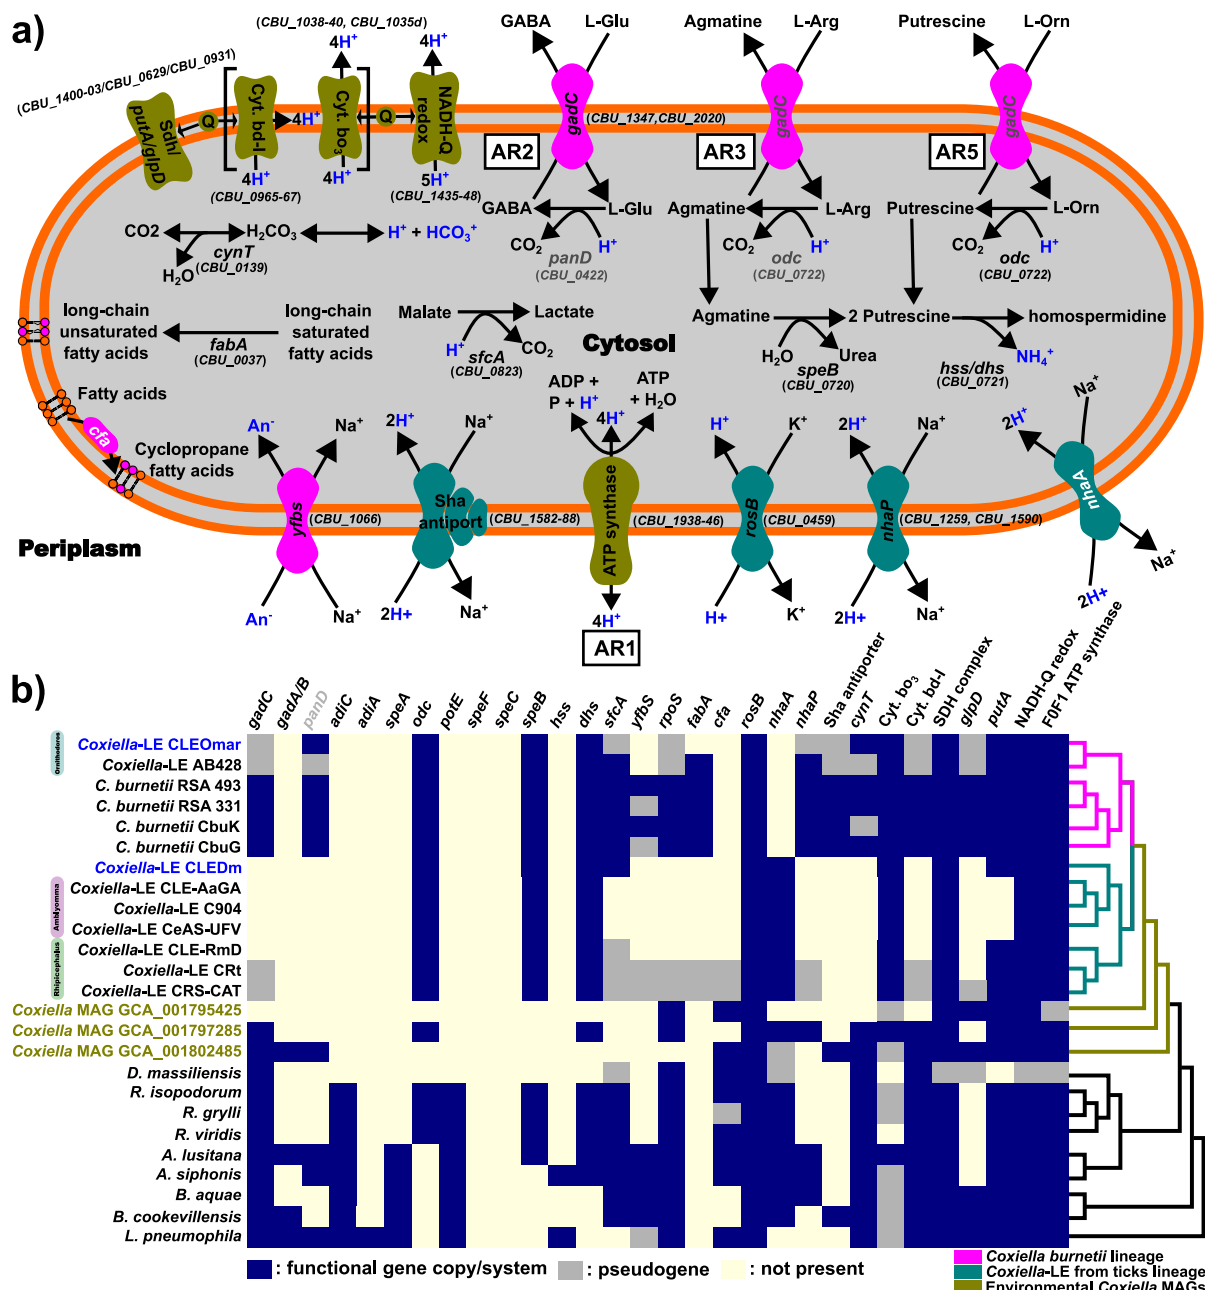 a)
(CBU_1038-40, CBU_1035d)
(CBU_1400-03/CBU_0629/CBU_0931)
4H+
4H+
GABA
L-Glu
Agmatine
L-Arg
Putrescine
L-Orn
Sdh/
putA/glpD
Q
Cyt. bd-I
4H+
Cyt. bo3
Q
NADH-Q
redox
gadC
(CBU_1347,CBU_2020)
gadC
gadC
AR2
AR3
AR5
4H+
(CBU_0965-67)
4H+
5H+
(CBU_1435-48)
GABA
L-Glu
CO2
H+
panD
(CBU_0422)
Agmatine
L-Arg
CO2
H+
odc
(CBU_0722)
Putrescine
L-Orn
CO2
H+
odc
(CBU_0722)
CO2
H2CO3
H+ + HCO3+
cynT
H2O
(CBU_0139)
long-chain
unsaturated
fatty acids
fabA
(CBU_0037)
long-chain
saturated
fatty acids
Malate
Lactate
H+
CO2
sfcA
(CBU_0823)
Cytosol
Agmatine
2 Putrescine
homospermidine
H2O
Urea
speB
(CBU_0720)
NH4+
hss/dhs
(CBU_0721)
Fatty acids
cfa
Cyclopropane
fatty acids
ADP +
P + H+
4H+
ATP
+ H2O
An-
Na+
2H+
Na+
H+
K+
2H+
Na+
2H+
Na+
yfbs
(CBU_1066)
Sha
antiport
(CBU_1582-88)
ATP synthase
(CBU_1938-46)
rosB
(CBU_0459)
nhaP
(CBU_1259, CBU_1590)
nhaA
Periplasm
An-
Na+
2H+
Na+
4H+
AR1
H+
K+
2H+
Na+
2H+
Na+
b)
gadC
gadA/B
panD
adiC
adiA
speA
odc
potE
speF
speC
speB
hss
dhs
sfcA
yfbS
rpoS
fabA
cfa
rosB
nhaA
nhaP
Sha antiporter
cynT
Cyt. bo3
Cyt. bd-I
SDH complex
glpD
putA
NADH-Q redox
F0F1 ATP synthase
Ornithodoros
Coxiella-LE CLEOmar
Coxiella-LE AB428
C. burnetii RSA 493
C. burnetii RSA 331
C. burnetii CbuK
C. burnetii CbuG
Coxiella-LE CLEDm
Amblyomma
Coxiella-LE CLE-AaGA
Coxiella-LE C904
Coxiella-LE CeAS-UFV
Rhipicephalus
Coxiella-LE CLE-RmD
Coxiella-LE CRt
Coxiella-LE CRS-CAT
Coxiella MAG GCA_001795425
Coxiella MAG GCA_001797285
Coxiella MAG GCA_001802485
D. massiliensis
R. isopodorum
R. grylli
R. viridis
A. lusitana
A. siphonis
B. aquae
B. cookevillensis
L. pneumophila
: functional gene copy/system
: pseudogene
: not present
Coxiella burnetii lineage
Coxiella-LE from ticks lineage
Environmental Coxiella MAGs